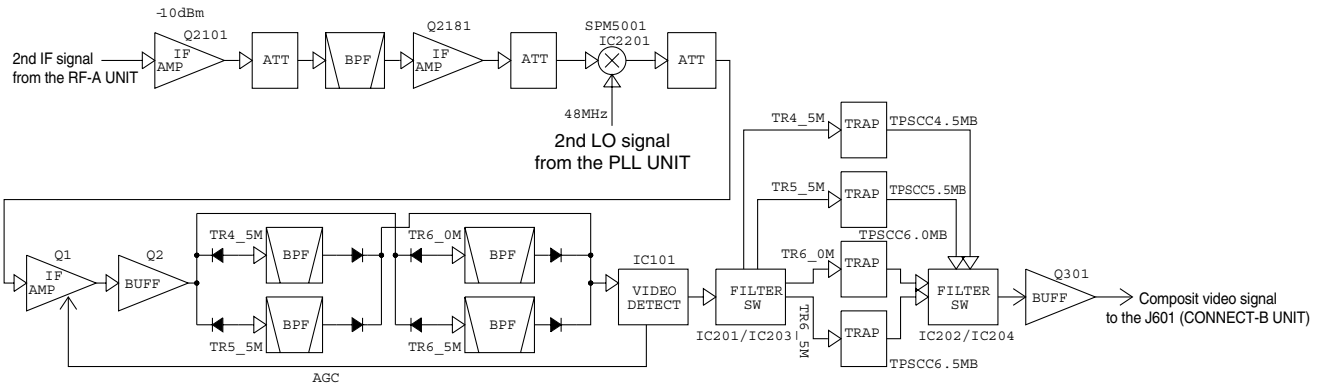 -10dBm
Q2101
Q2181
SPM5001
IC2201
2nd IF signal
from the RF-A UNIT
IF
AMP
ATT
BPF
IF
AMP
ATT
ATT
48MHz
2nd LO signal
from the PLL UNIT
TR4_5M
TRAP
TPSCC4.5MB
TR5_5M
TRAP
TPSCC5.5MB
TPSCC6.0MB
Q1
IF
AMP
Q2
BUFF
TR4_5M
BPF
TR6_0M
BPF
TR5_5M
BPF
TR6_5M
BPF
IC101
VIDEO
DETECT
FILTER
SW
IC201/IC203
TR6_0M
TRAP
TR6_5M
TRAP
TPSCC6.5MB
FILTER
SW
IC202/IC204
Q301
BUFF
Composit video signal
to the J601 (CONNECT-B UNIT)
AGC